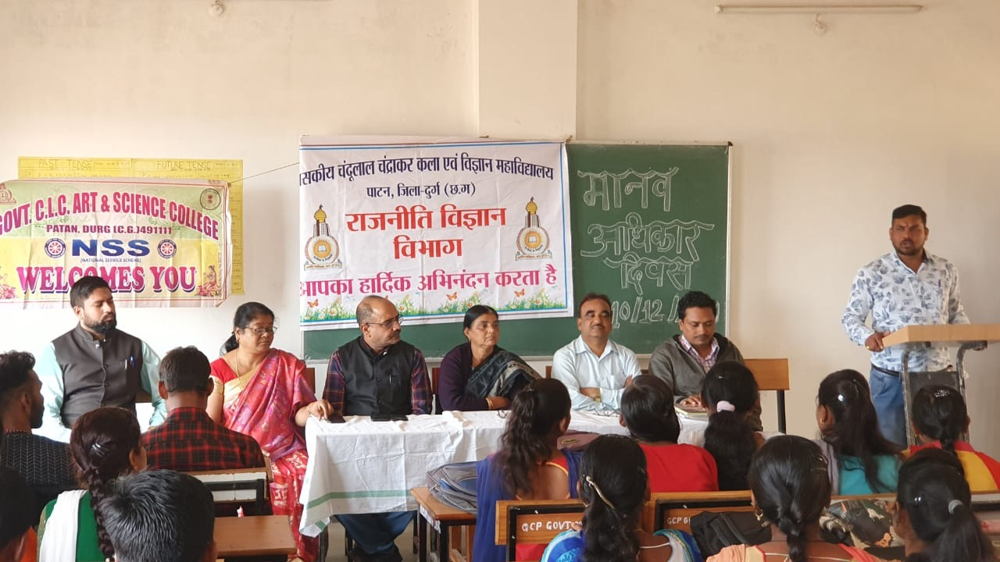 PAST TENSE
FUTURE TENSE
GOVT. C.L.C. ART & SCIENCE COLLEGE
PATAN, DURG (C.G.)491111
NSS
(NATIONAL SERVICE SCHEME)
WELCOMES YOU
सकीय चंदूलाल चंद्राकर कला एवं विज्ञान महाविद्यालय
पाटन, जिला-दुर्ग (छ.ग)
राजनीति विज्ञान
विभाग
आपका हार्दिक अभिनंदन करता है
मानव
अधिकार
दिवस
10/12/
GCP GOVT
GCP GO